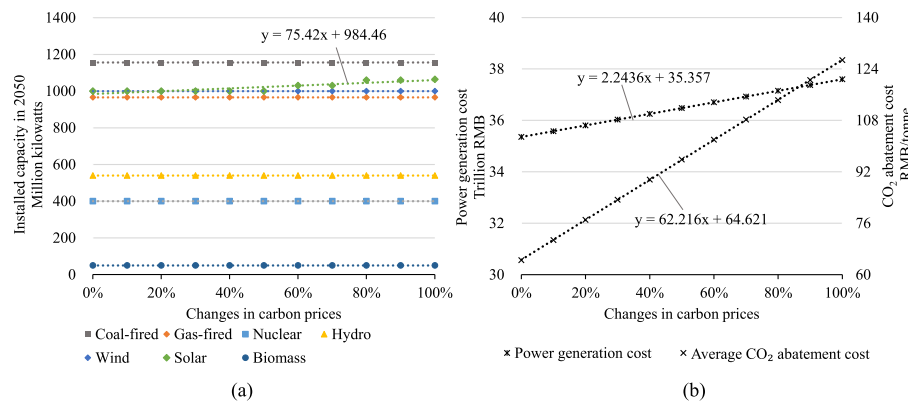 Installed capacity in 2050
Million kilowatts
1400
1200
1000
800
600
400
200
0
y = 75.42x + 984.46
0% 20% 40% 60% 80% 100%
Changes in carbon prices
Coal-fired Gas-fired Nuclear Hydro
Wind Solar Biomass
(a)
Power generation cost
Trillion RMB
40
38
36
34
32
30
y = 2.2436x + 35.357
y = 62.216x + 64.621
140
124
108
92
76
60
CO₂ abatement cost
RMB/tonne
0% 20% 40% 60% 80% 100%
Changes in carbon prices
Power generation cost Average CO₂ abatement cost
(b)